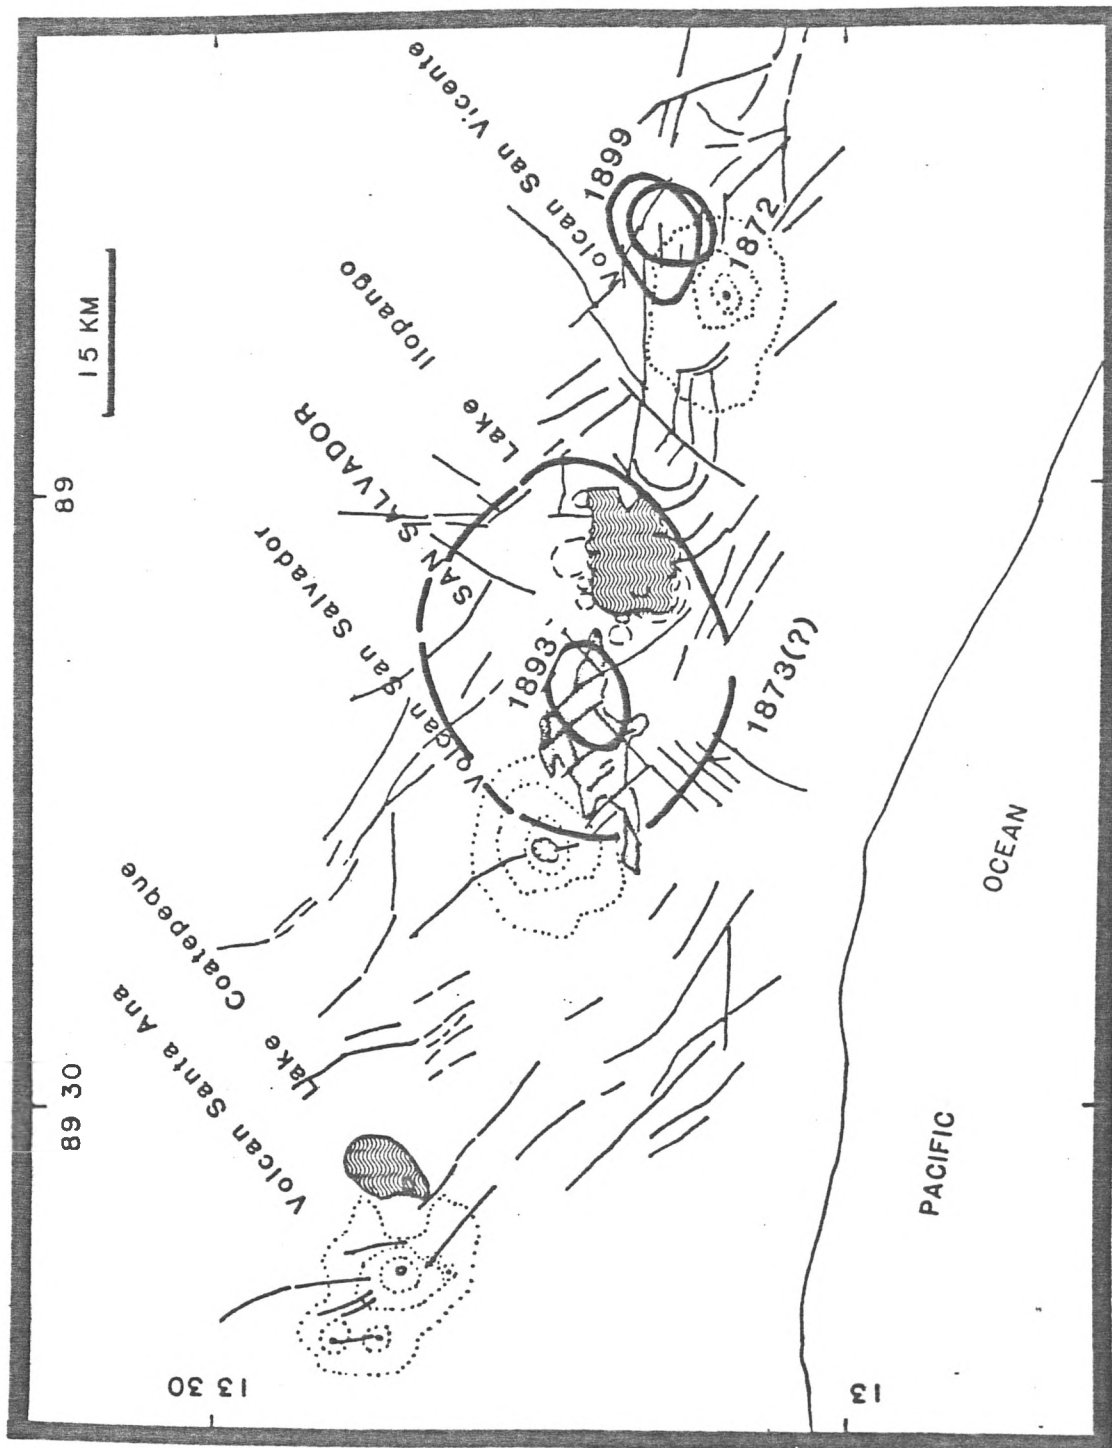 89 30
89
15 KM
13 30
Volcan Santa Ana
Lake Coatepeque
Volcan San Salvador
SAN SALVADOR
Lake Ilopango
Volcan San Vicente
1893
1899
1872
1873(?)
13
PACIFIC
OCEAN